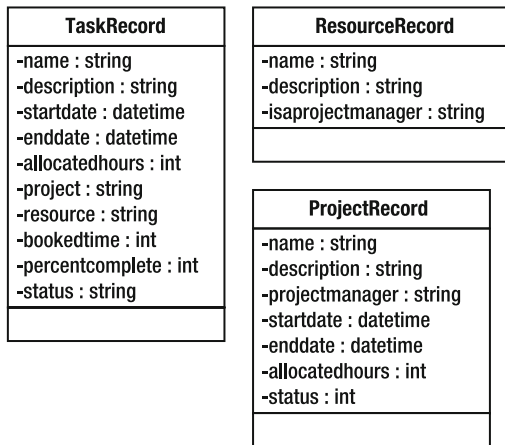 TaskRecord
-name : string
-description : string
-startdate : datetime
-enddate : datetime
-allocatedhours : int
-project : string
-resource : string
-bookedtime : int
-percentcomplete : int
-status : string
ResourceRecord
-name : string
-description : string
-isaprojectmanager : string
ProjectRecord
-name : string
-description : string
-projectmanager : string
-startdate : datetime
-enddate : datetime
-allocatedhours : int
-status : int